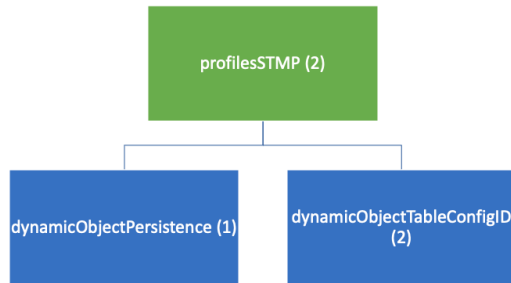 profilesSTMP (2)
dynamicObjectPersistence (1)
dynamicObjectTableConfigID
(2)